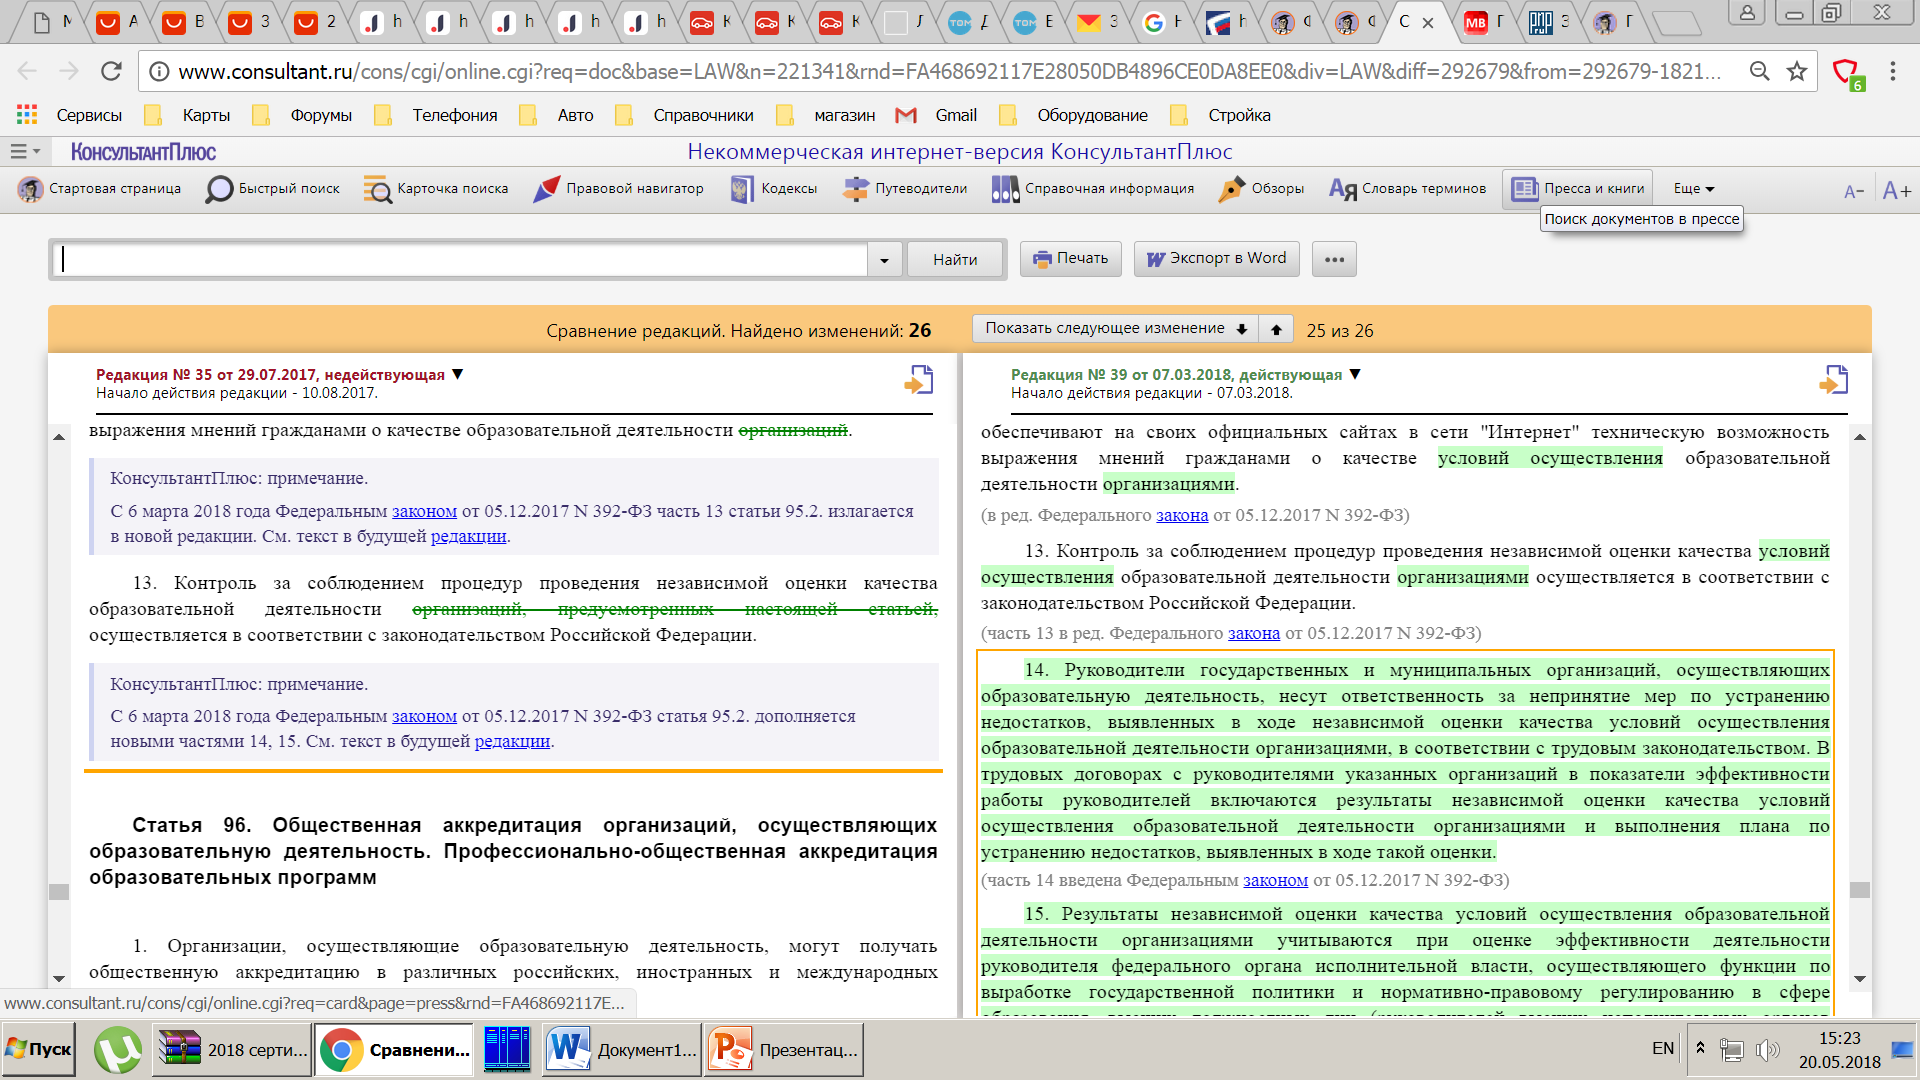 www.consultant.ru/cons/cgi/online.cgi?req=doc&base=LAW&n=221341&rnd=FA468692117E28050DB4896CE0DA8EE0&div=LAW&diff=292679&from=292679-1821...
6
Сервисы Карты Форумы Телефония Авто Справочники магазин Gmail Оборудование Стройка
КонсультантПлюс Некоммерческая интернет-версия КонсультантПлюс
Стартовая страница Быстрый поиск Карточка поиска Правовой навигатор Кодексы Путеводители Справочная информация Обзоры Словарь терминов Пресса и книги Еще А- А+
Поиск документов в прессе
Найти Печать Экспорт в Word
Сравнение редакций. Найдено изменений: 26 Показать следующее изменение 25 из 26
Редакция № 35 от 29.07.2017, недействующая
Начало действия редакции - 10.08.2017.
выражения мнений гражданами о качестве образовательной деятельности организаций.
КонсультантПлюс: примечание.
С 6 марта 2018 года Федеральным законом от 05.12.2017 N 392-ФЗ часть 13 статьи 95.2. излагается
в новой редакции. См. текст в будущей редакции.
13. Контроль за соблюдением процедур проведения независимой оценки качества
образовательной деятельности организаций, предусмотренных настоящей статьей,
осуществляется в соответствии с законодательством Российской Федерации.
КонсультантПлюс: примечание.
С 6 марта 2018 года Федеральным законом от 05.12.2017 N 392-ФЗ статья 95.2. дополняется
новыми частями 14, 15. См. текст в будущей редакции.
Статья 96. Общественная аккредитация организаций, осуществляющих
образовательную деятельность. Профессионально-общественная аккредитация
образовательных программ
1. Организации, осуществляющие образовательную деятельность, могут получать
общественную аккредитацию в различных российских, иностранных и международных
Редакция № 39 от 07.03.2018, действующая
Начало действия редакции - 07.03.2018.
обеспечивают на своих официальных сайтах в сети "Интернет" техническую возможность
выражения мнений гражданами о качестве условий осуществления образовательной
деятельности организациями.
(в ред. Федерального закона от 05.12.2017 N 392-ФЗ)
13. Контроль за соблюдением процедур проведения независимой оценки качества условий
осуществления образовательной деятельности организациями осуществляется в соответствии с
законодательством Российской Федерации.
(часть 13 в ред. Федерального закона от 05.12.2017 N 392-ФЗ)
14. Руководители государственных и муниципальных организаций, осуществляющих
образовательную деятельность, несут ответственность за непринятие мер по устранению
недостатков, выявленных в ходе независимой оценки качества условий осуществления
образовательной деятельности организациями, в соответствии с трудовым законодательством. В
трудовых договорах с руководителями указанных организаций в показатели эффективности
работы руководителей включаются результаты независимой оценки качества условий
осуществления образовательной деятельности организациями и выполнения плана по
устранению недостатков, выявленных в ходе такой оценки.
(часть 14 введена Федеральным законом от 05.12.2017 N 392-ФЗ)
15. Результаты независимой оценки качества условий осуществления образовательной
деятельности организациями учитываются при оценке эффективности деятельности
руководителя федерального органа исполнительной власти, осуществляющего функции по
выработке государственной политики и нормативно-правовому регулированию в сфере
www.consultant.ru/cons/cgi/online.cgi?req=card&page=press&rnd=FA468692117E...
Пуск 2018 серти... Сравнени... Документ1... Презентац... EN 15:23
20.05.2018